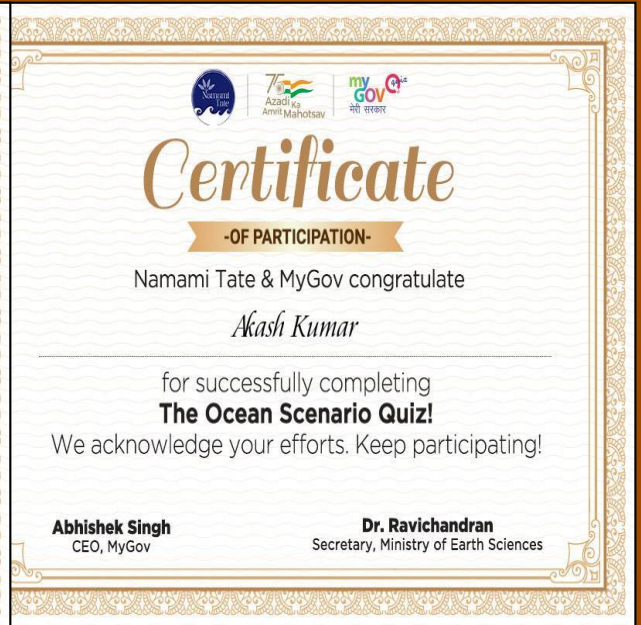 Namami
Tate
75
Azadi Ka
Amrit Mahotsav
my
GOV Quiz
मेरी सरकार
Certificate
-OF PARTICIPATION-
Namami Tate & MyGov congratulate
Akash Kumar
for successfully completing
The Ocean Scenario Quiz!
We acknowledge your efforts. Keep participating!
Abhishek Singh
CEO, MyGov
Dr. Ravichandran
Secretary, Ministry of Earth Sciences